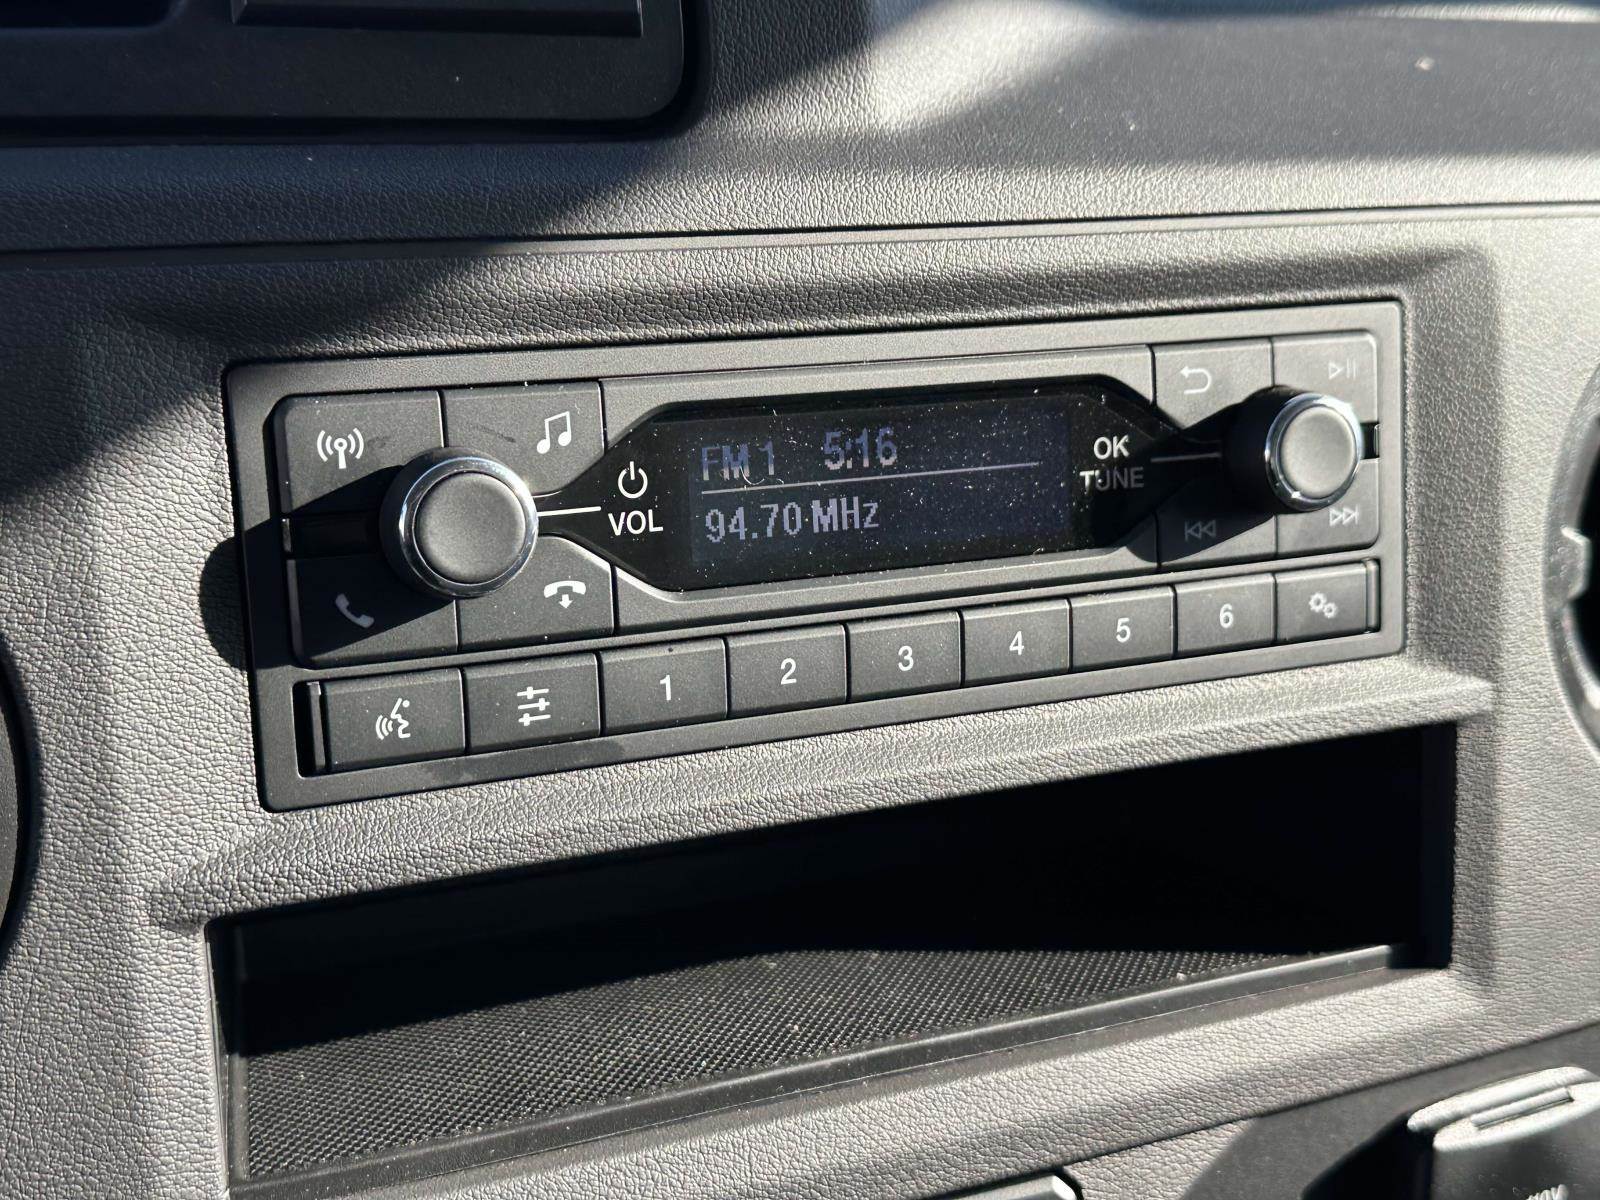 FM 1 5:16
94.70 MHz
VOL
OK
TUNE
1 2 3 4 5 6